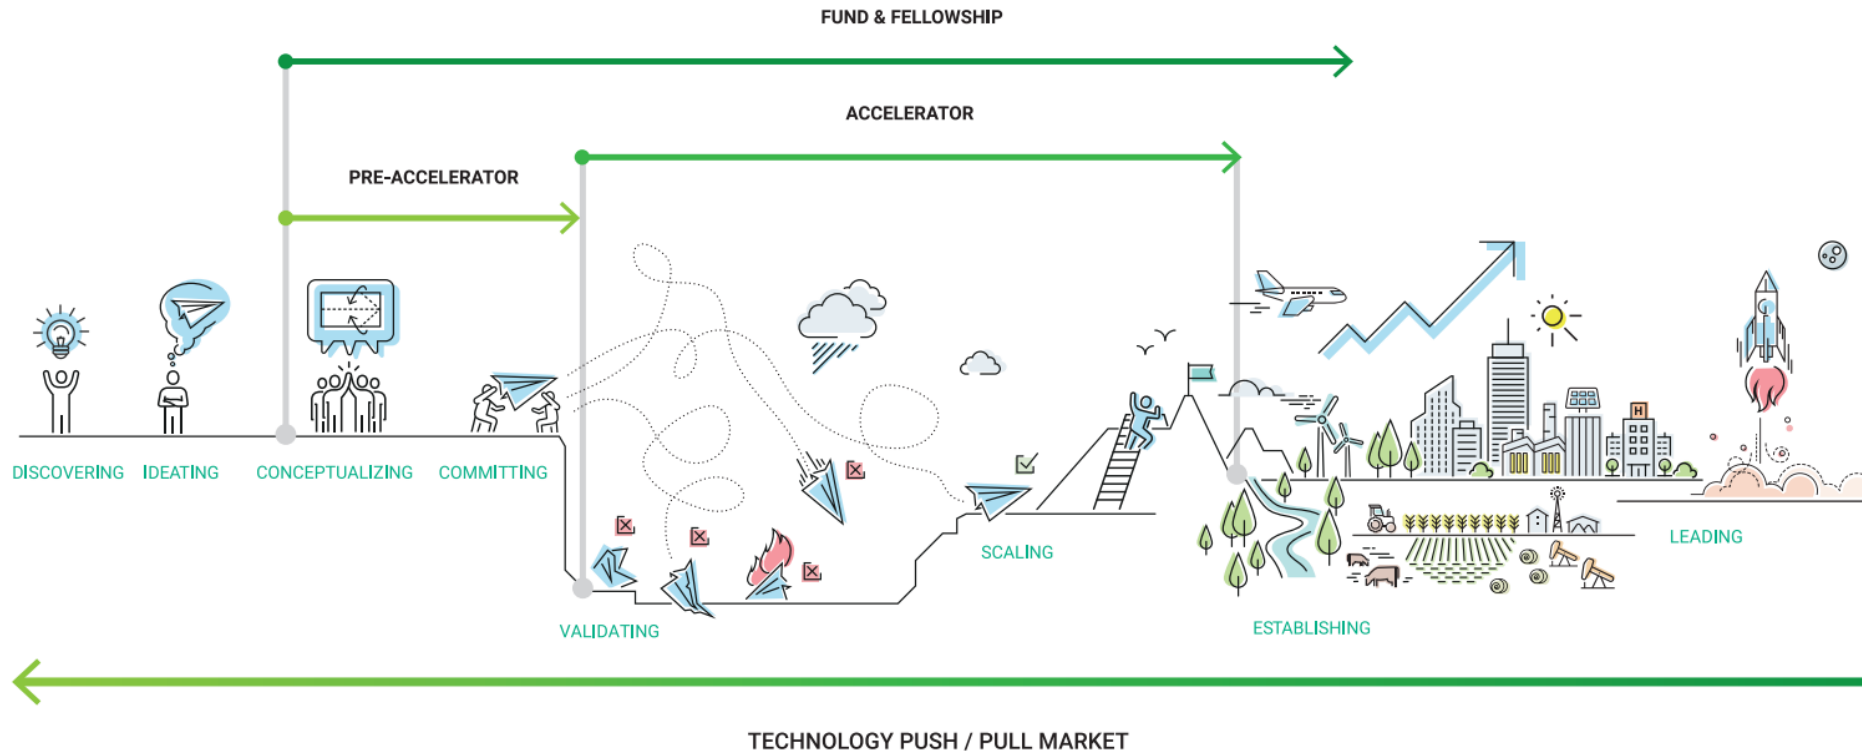 FUND & FELLOWSHIP
ACCELERATOR
PRE-ACCELERATOR
H
DISCOVERING
IDEATING
CONCEPTUALIZING
COMMITTING
VALIDATING
SCALING
ESTABLISHING
LEADING
TECHNOLOGY PUSH / PULL MARKET